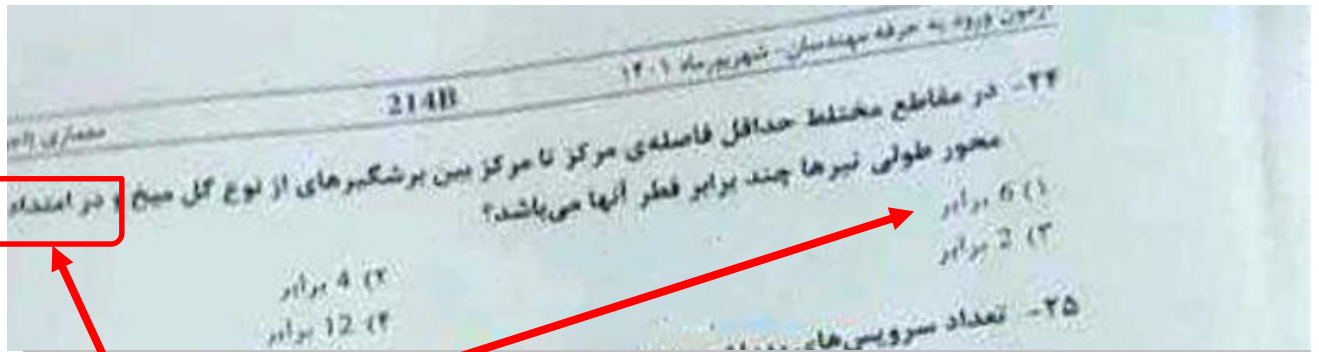 آزمون ورود به حرفه مهندسان- شهریورماه ۱۴۰۱
214B
معماری
۲۴- در مقاطع مختلط حداقل فاصله‌ی مرکز تا مرکز بین برشگیرهای از نوع گل میخ و در امتداد
محور طولی تیرها چند برابر قطر آنها می‌باشد؟
۱) 6 برابر
۲) 4 برابر
۳) 2 برابر
۴) 12 برابر
۲۵- تعداد سرویس‌های